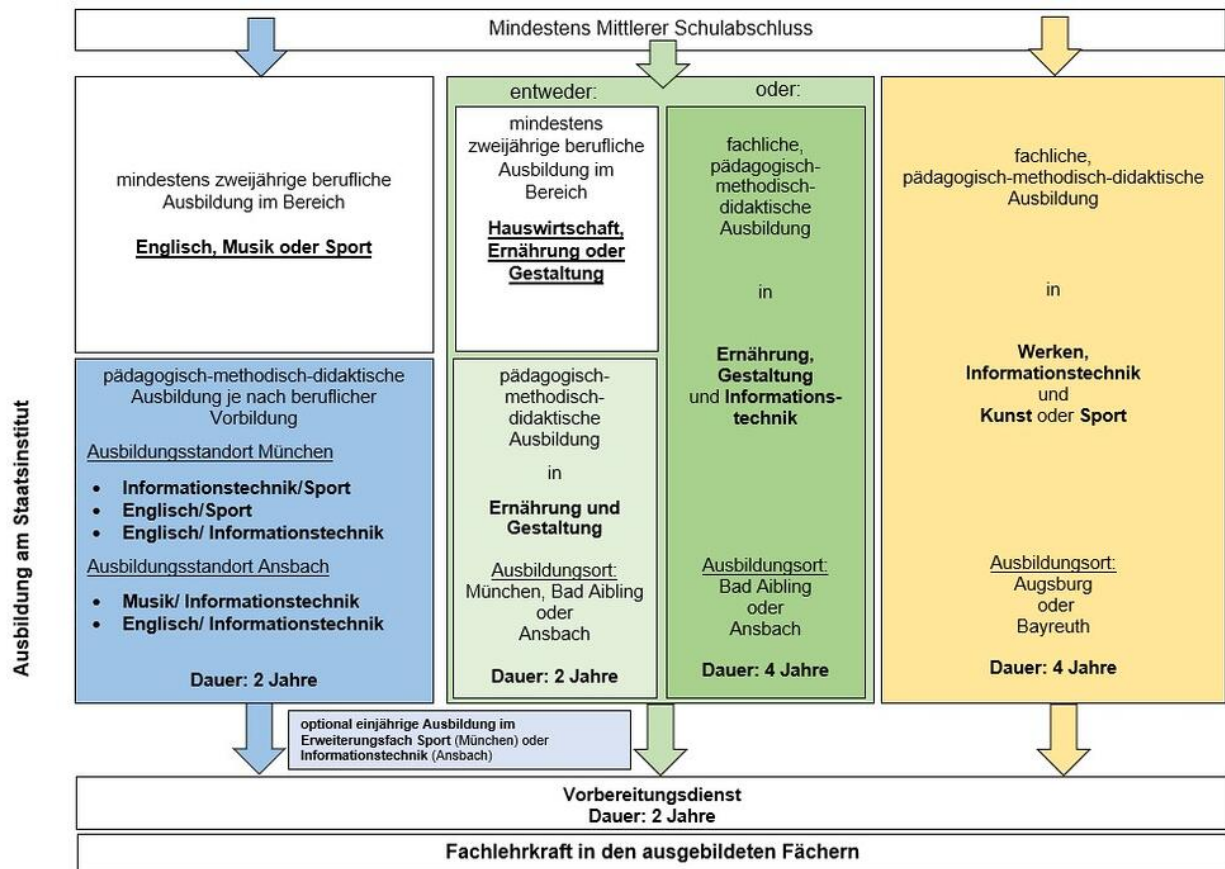 Mindestens Mittlerer Schulabschluss
Ausbildung am Staatsinstitut
mindestens zweijährige berufliche
Ausbildung im Bereich
Englisch, Musik oder Sport
pädagogisch-methodisch-didaktische
Ausbildung je nach beruflicher
Vorbildung
Ausbildungsstandort München
• Informationstechnik/Sport
• Englisch/Sport
• Englisch/ Informationstechnik
Ausbildungsstandort Ansbach
• Musik/ Informationstechnik
• Englisch/ Informationstechnik
Dauer: 2 Jahre
entweder:
mindestens
zweijährige berufliche
Ausbildung im
Bereich
Hauswirtschaft,
Ernährung oder
Gestaltung
pädagogisch-
methodisch-
didaktische
Ausbildung
in
Ernährung und
Gestaltung
Ausbildungsort:
München, Bad Aibling
oder
Ansbach
Dauer: 2 Jahre
oder:
fachliche,
pädagogisch-
methodisch-
didaktische
Ausbildung
in
Ernährung,
Gestaltung
und Informations-
technik
Ausbildungsort:
Bad Aibling
oder
Ansbach
Dauer: 4 Jahre
fachliche,
pädagogisch-methodisch-didaktische
Ausbildung
in
Werken,
Informationstechnik
und
Kunst oder Sport
Ausbildungsort:
Augsburg
oder
Bayreuth
Dauer: 4 Jahre
optional einjährige Ausbildung im
Erweiterungsfach Sport (München) oder
Informationstechnik (Ansbach)
Vorbereitungsdienst
Dauer: 2 Jahre
Fachlehrkraft in den ausgebildeten Fächern